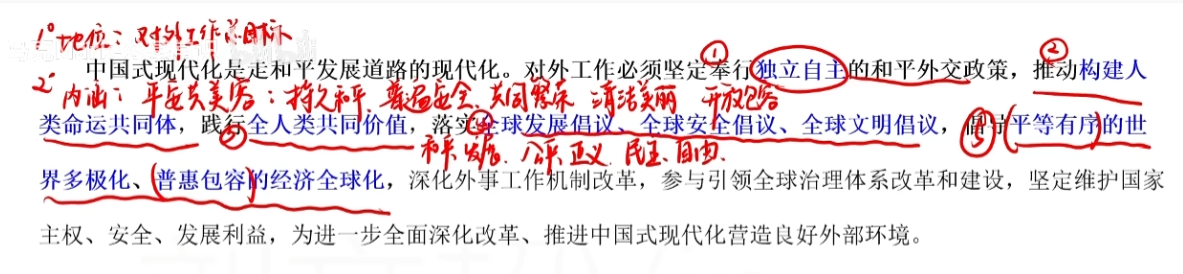 1° 地位：对外工作总目标
中国式现代化是走和平发展道路的现代化。对外工作必须坚定奉行独立自主的和平外交政策，推动构建人
① ②
2° 内涵：平安共美容：持久和平、普遍安全、共同繁荣 清洁美丽 开放包容
类命运共同体，践行全人类共同价值，落实全球发展倡议、全球安全倡议、全球文明倡议，倡导平等有序的世
③ ④ ⑤
和平、发展、公平、正义、民主、自由、
界多极化、普惠包容的经济全球化，深化外事工作机制改革，参与引领全球治理体系改革和建设，坚定维护国家
主权、安全、发展利益，为进一步全面深化改革、推进中国式现代化营造良好外部环境。